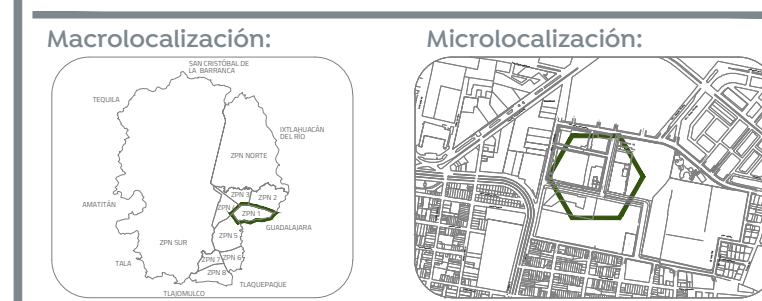 Macrolocalización:
Microlocalización:
SAN CRISTÓBAL DE
LA BARRANCA
TEQUILA
IXTLAHUACÁN
DEL RÍO
ZPN NORTE
ZPN 3
ZPN 2
ZPN 1
AMATITÁN
GUADALAJARA
ZPN 5
ZPN SUR
ZPN 7
ZPN 6
TALA
ZPN 8
TLAQUEPAQUE
TLAJOMULCO